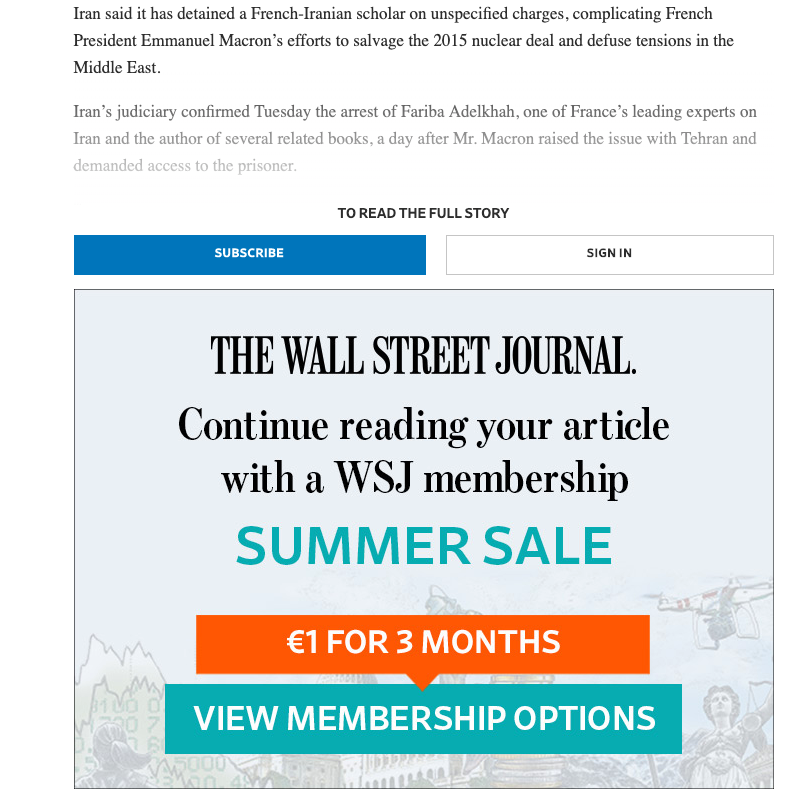 Iran said it has detained a French-Iranian scholar on unspecified charges, complicating French
President Emmanuel Macron’s efforts to salvage the 2015 nuclear deal and defuse tensions in the
Middle East.
Iran’s judiciary confirmed Tuesday the arrest of Fariba Adelkhah, one of France’s leading experts on
Iran and the author of several related books, a day after Mr. Macron raised the issue with Tehran and
demanded access to the prisoner.
TO READ THE FULL STORY
SUBSCRIBE
SIGN IN
THE WALL STREET JOURNAL.
Continue reading your article
with a WSJ membership
SUMMER SALE
€1 FOR 3 MONTHS
VIEW MEMBERSHIP OPTIONS